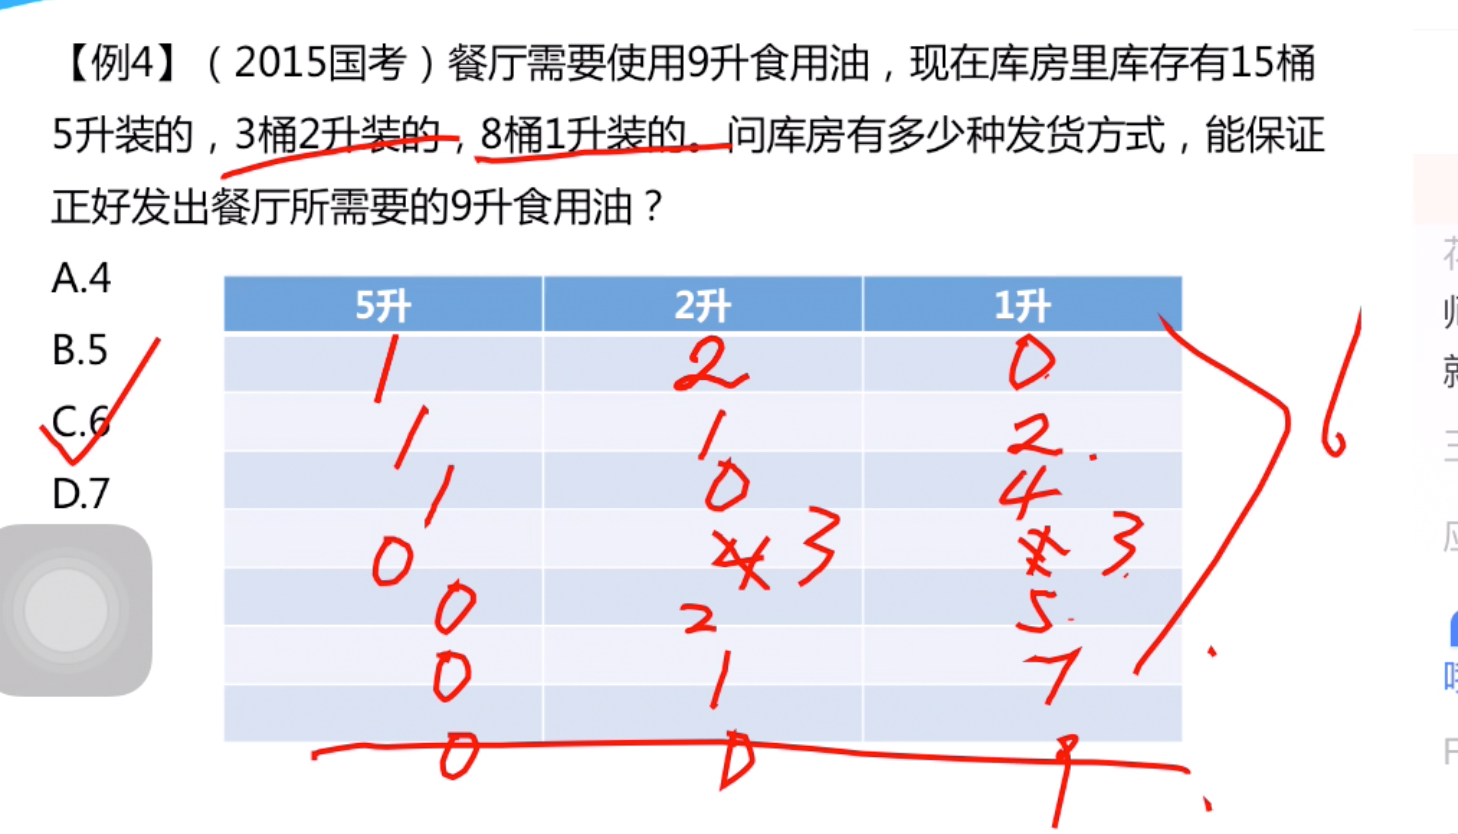 【例4】（2015国考）餐厅需要使用9升食用油，现在库房里库存有15桶
5升装的，3桶2升装的，8桶1升装的。问库房有多少种发货方式，能保证
正好发出餐厅所需要的9升食用油？
A.4
B.5
C.6
D.7
5升 2升 1升
1 2 0
1 1 2
1 0 4
0 3 3
0 2 5
0 1 7
0 0 9
6
师
就
三